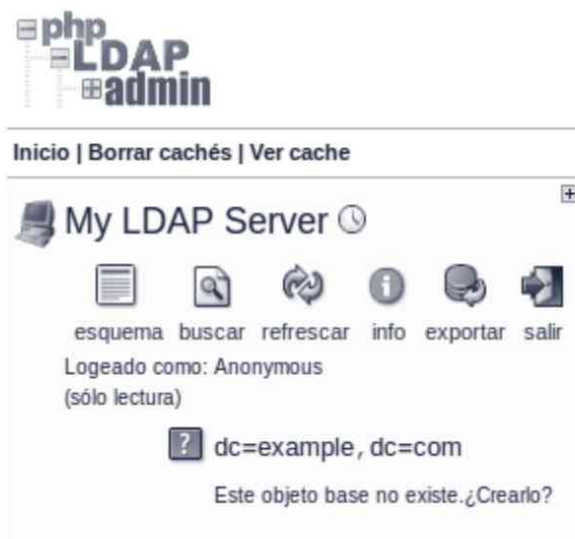 php
LDAP
admin
Inicio | Borrar cachés | Ver cache
My LDAP Server
esquema buscar refrescar info exportar salir
Logeado como: Anonymous
(sólo lectura)
dc=example, dc=com
Este objeto base no existe.¿Crearlo?